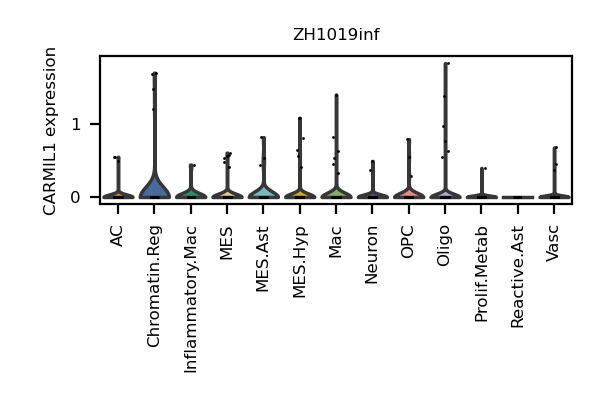 ZH1019inf
CARMIL1 expression
1
0
AC
Chromatin.Reg
Inflammatory.Mac
MES
MES.Ast
MES.Hyp
Mac
Neuron
OPC
Oligo
Prolif.Metab
Reactive.Ast
Vasc